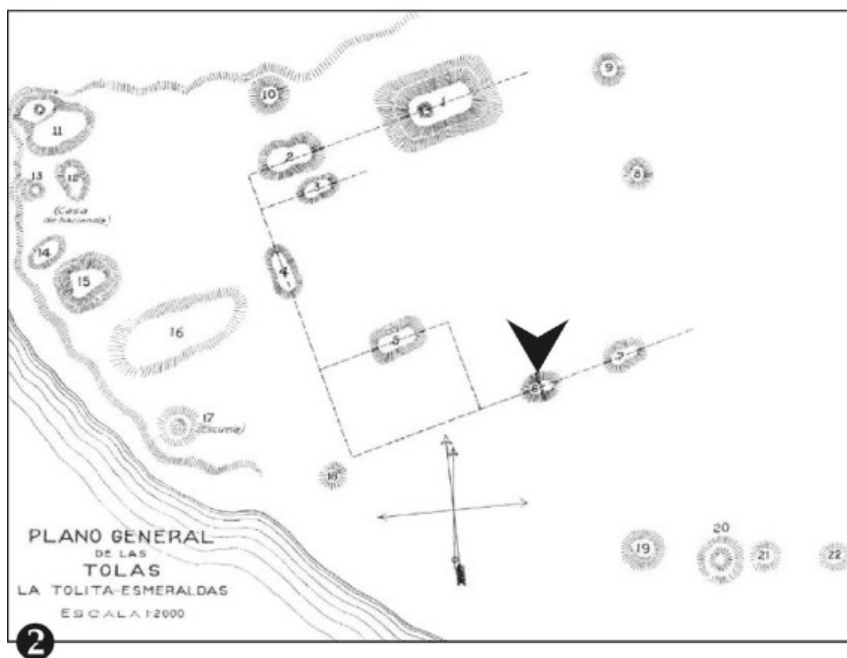 9
10
1
2
11
8
13
12
3
(Casa
de hacienda)
14
4
15
16
5
7
6
17
(Escuela)
18
PLANO GENERAL
DE LAS
TOLAS
LA TOLITA-ESMERALDAS
ESCALA 1:2000
19
20
21
22
2